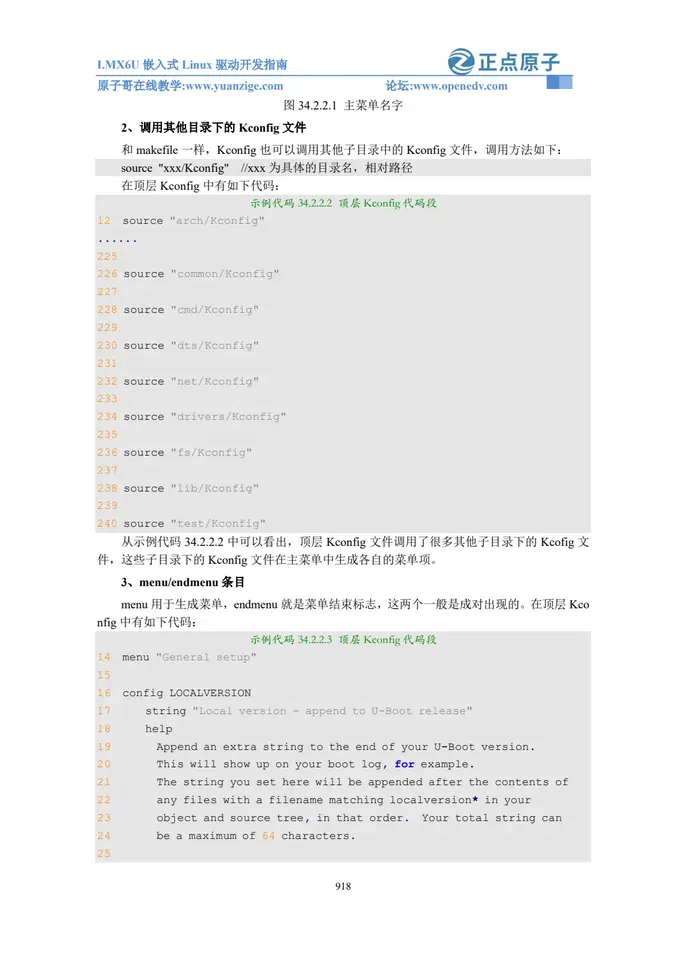 I.MX6U 嵌入式 Linux 驱动开发指南
正点原子
原子哥在线教学:www.yuanzige.com 论坛:www.openedv.com
图 34.2.2.1 主菜单名字
2、调用其他目录下的 Kconfig 文件
和 makefile 一样，Kconfig 也可以调用其他子目录中的 Kconfig 文件，调用方法如下：
source "xxx/Kconfig" //xxx 为具体的目录名，相对路径
在顶层 Kconfig 中有如下代码：
示例代码 34.2.2.2 顶层 Kconfig 代码段
12 source "arch/Kconfig"
......
225
226 source "common/Kconfig"
227
228 source "cmd/Kconfig"
229
230 source "dts/Kconfig"
231
232 source "net/Kconfig"
233
234 source "drivers/Kconfig"
235
236 source "fs/Kconfig"
237
238 source "lib/Kconfig"
239
240 source "test/Kconfig"
从示例代码 34.2.2.2 中可以看出，顶层 Kconfig 文件调用了很多其他子目录下的 Kcofig 文
件，这些子目录下的 Kconfig 文件在主菜单中生成各自的菜单项。
3、menu/endmenu 条目
menu 用于生成菜单，endmenu 就是菜单结束标志，这两个一般是成对出现的。在顶层 Kco
nfig 中有如下代码：
示例代码 34.2.2.3 顶层 Kconfig 代码段
14 menu "General setup"
15
16 config LOCALVERSION
17 string "Local version - append to U-Boot release"
18 help
19 Append an extra string to the end of your U-Boot version.
20 This will show up on your boot log, for example.
21 The string you set here will be appended after the contents of
22 any files with a filename matching localversion* in your
23 object and source tree, in that order. Your total string can
24 be a maximum of 64 characters.
25
918